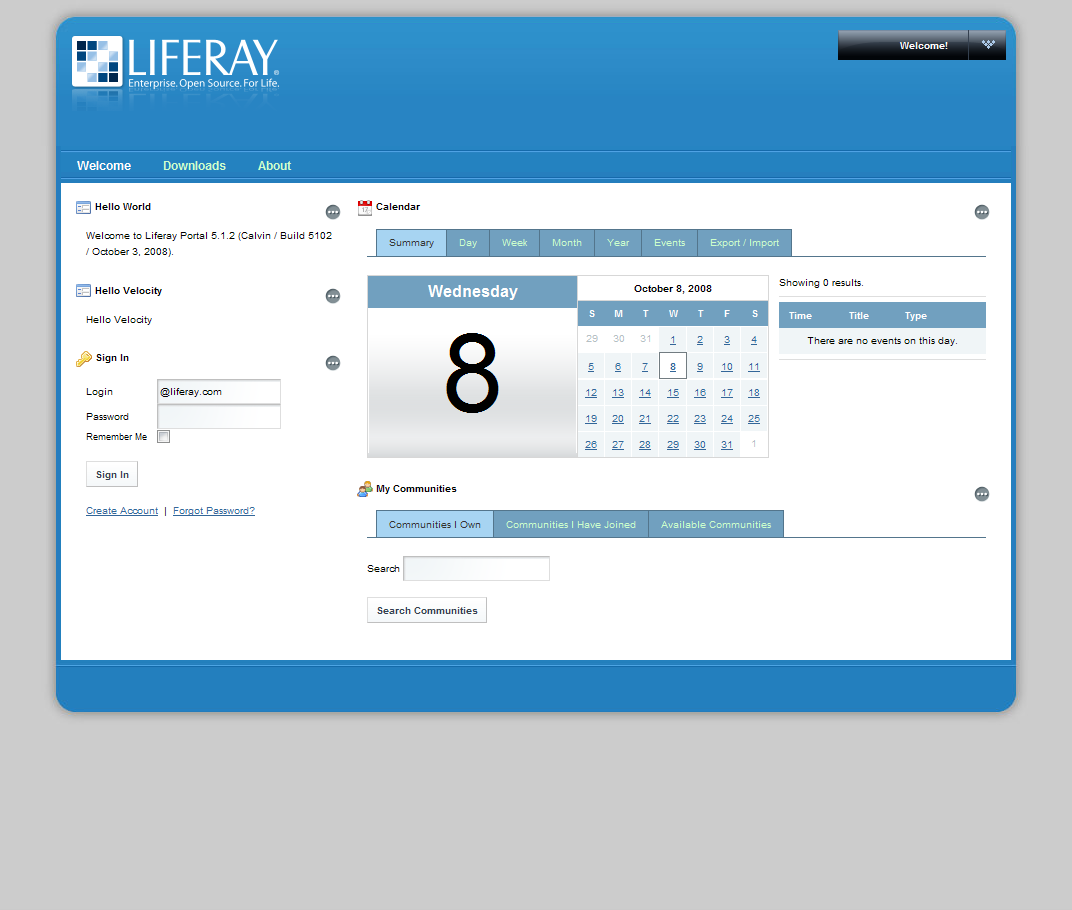 LIFERAY.
Enterprise. Open Source. For Life.
Welcome!
Welcome Downloads About
Hello World
Welcome to Liferay Portal 5.1.2 (Calvin / Build 5102
/ October 3, 2008).
Hello Velocity
Hello Velocity
Sign In
Login @liferay.com
Password
Remember Me
Sign In
Create Account | Forgot Password?
Calendar
Summary Day Week Month Year Events Export / Import
Wednesday
8
October 8, 2008
S M T W T F S
29 30 31 1 2 3 4
5 6 7 8 9 10 11
12 13 14 15 16 17 18
19 20 21 22 23 24 25
26 27 28 29 30 31 1
Showing 0 results.
Time Title Type
There are no events on this day.
My Communities
Communities I Own Communities I Have Joined Available Communities
Search
Search Communities